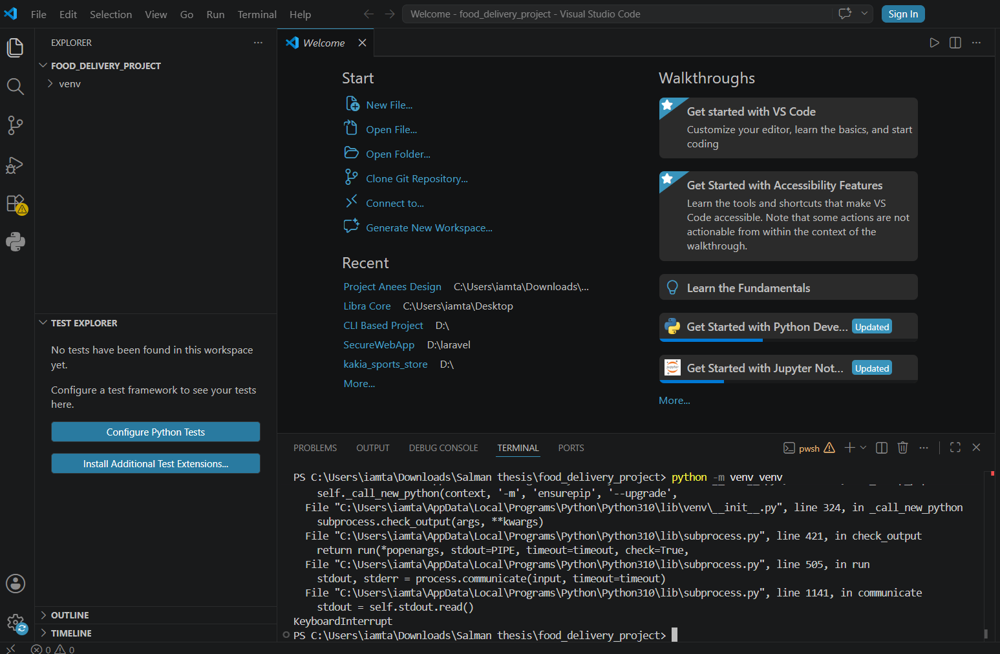 File Edit Selection View Go Run Terminal Help
Welcome - food_delivery_project - Visual Studio Code
Sign In
EXPLORER
FOOD_DELIVERY_PROJECT
venv
TEST EXPLORER
No tests have been found in this workspace
yet.
Configure a test framework to see your tests
here.
Configure Python Tests
Install Additional Test Extensions...
OUTLINE
TIMELINE
0 0
Welcome
Start
New File...
Open File...
Open Folder...
Clone Git Repository...
Connect to...
Generate New Workspace...
Recent
Project Anees Design C:\Users\iamta\Downloads\...
Libra Core C:\Users\iamta\Desktop
CLI Based Project D:\
SecureWebApp D:\laravel
kakia_sports_store D:\
More...
Walkthroughs
Get started with VS Code
Customize your editor, learn the basics, and start
coding
Get Started with Accessibility Features
Learn the tools and shortcuts that make VS
Code accessible. Note that some actions are not
actionable from within the context of the
walkthrough.
Learn the Fundamentals
Get Started with Python Deve... Updated
jupyter
Get Started with Jupyter Not... Updated
More...
PROBLEMS OUTPUT DEBUG CONSOLE TERMINAL PORTS
pwsh
PS C:\Users\iamta\Downloads\Salman thesis\food_delivery_project> python -m venv venv
self._call_new_python(context, '-m', 'ensurepip', '--upgrade',
File "C:\Users\iamta\AppData\Local\Programs\Python\Python310\lib\venv\__init__.py", line 324, in _call_new_python
subprocess.check_output(args, **kwargs)
File "C:\Users\iamta\AppData\Local\Programs\Python\Python310\lib\subprocess.py", line 421, in check_output
return run(*popenargs, stdout=PIPE, timeout=timeout, check=True,
File "C:\Users\iamta\AppData\Local\Programs\Python\Python310\lib\subprocess.py", line 505, in run
stdout, stderr = process.communicate(input, timeout=timeout)
File "C:\Users\iamta\AppData\Local\Programs\Python\Python310\lib\subprocess.py", line 1141, in communicate
stdout = self.stdout.read()
KeyboardInterrupt
PS C:\Users\iamta\Downloads\Salman thesis\food_delivery_project>